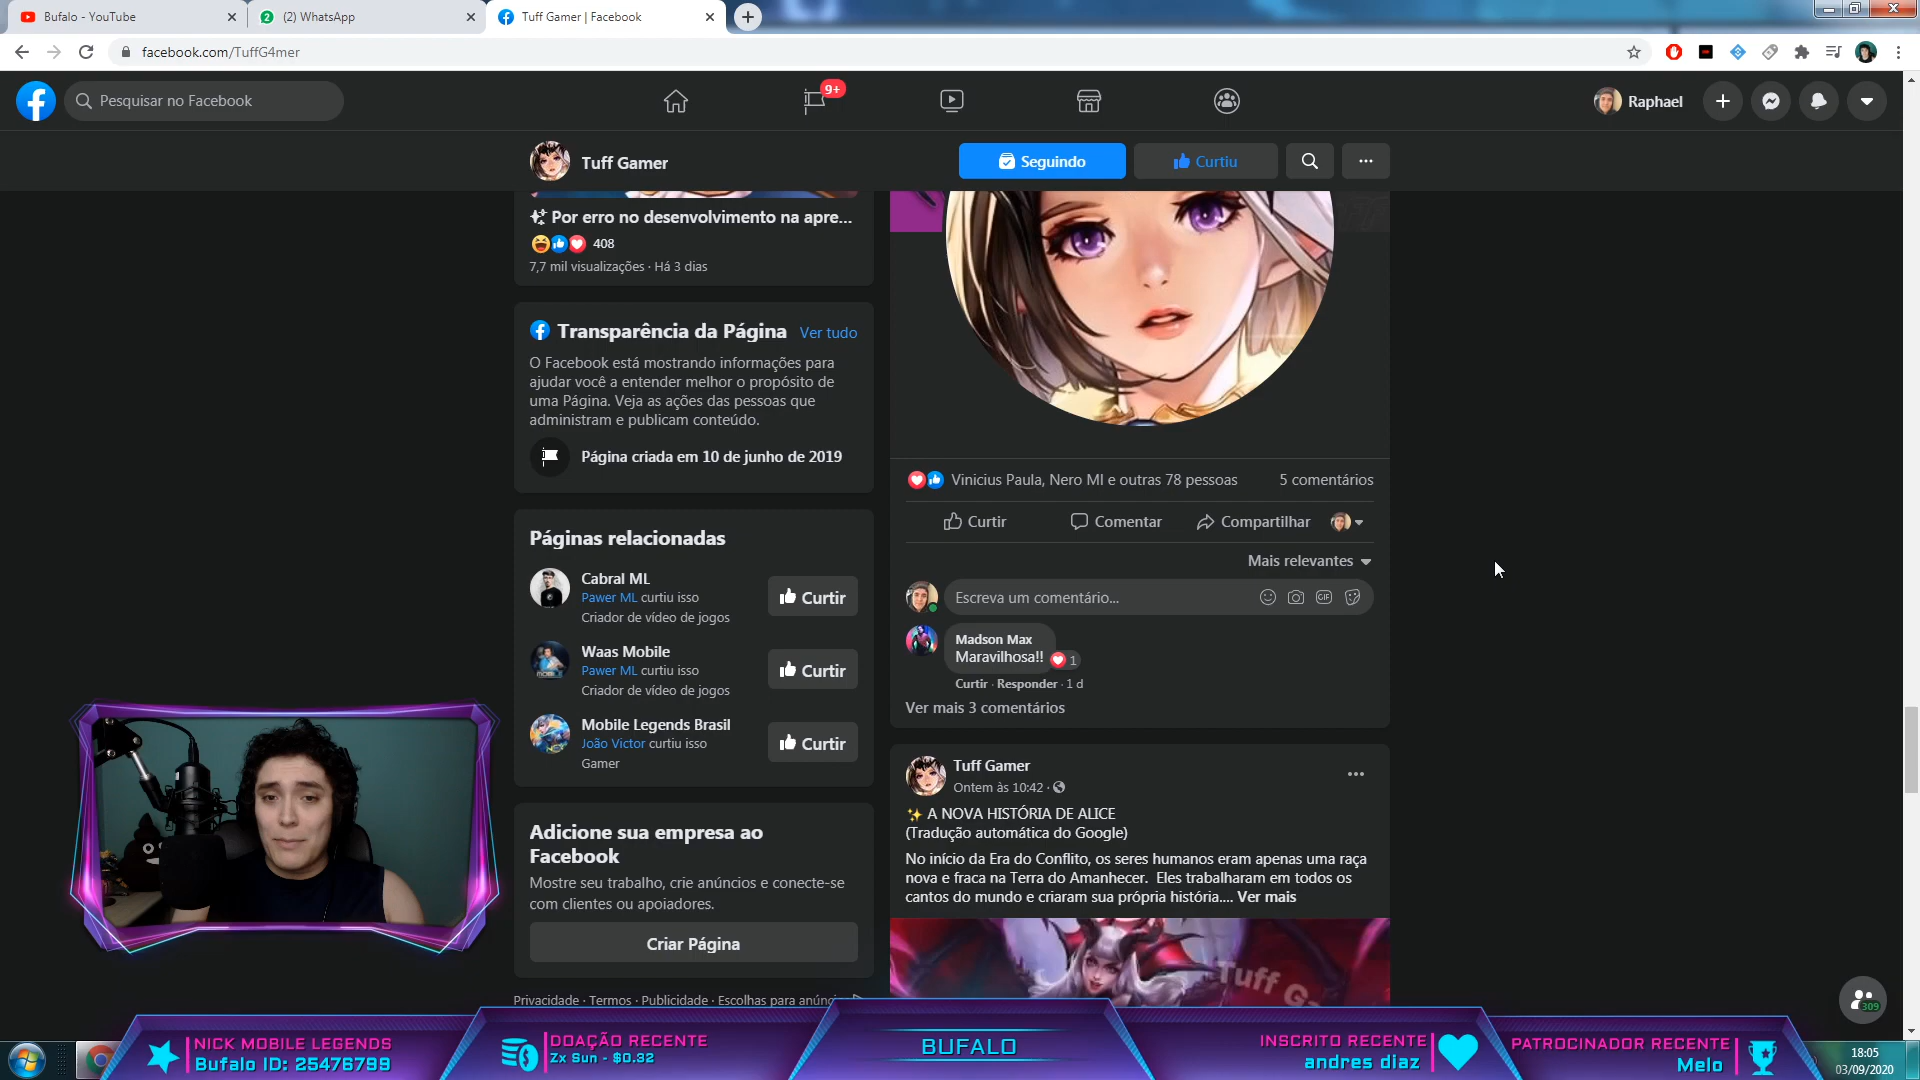 Bufalo - YouTube
(2) WhatsApp
Tuff Gamer | Facebook
facebook.com/TuffG4mer
Pesquisar no Facebook
9+
Raphael
Tuff Gamer
Seguindo
Curtiu
Por erro no desenvolvimento na apre...
408
7,7 mil visualizações · Há 3 dias
Transparência da Página
Ver tudo
O Facebook está mostrando informações para
ajudar você a entender melhor o propósito de
uma Página. Veja as ações das pessoas que
administram e publicam conteúdo.
Página criada em 10 de junho de 2019
Páginas relacionadas
Cabral ML
Pawer ML curtiu isso
Criador de vídeo de jogos
Curtir
Waas Mobile
Pawer ML curtiu isso
Criador de vídeo de jogos
Curtir
Mobile Legends Brasil
João Victor curtiu isso
Gamer
Curtir
Adicione sua empresa ao
Facebook
Mostre seu trabalho, crie anúncios e conecte-se
com clientes ou apoiadores.
Criar Página
Privacidade · Termos · Publicidade · Escolhas para anúncios
Vinicius Paula, Nero Ml e outras 78 pessoas
5 comentários
Curtir
Comentar
Compartilhar
Mais relevantes
Escreva um comentário...
GIF
Madson Max
Maravilhosa!!
1
Curtir · Responder · 1 d
Ver mais 3 comentários
Tuff Gamer
Ontem às 10:42 ·
A NOVA HISTÓRIA DE ALICE
(Tradução automática do Google)
No início da Era do Conflito, os seres humanos eram apenas uma raça
nova e fraca na Terra do Amanhecer. Eles trabalharam em todos os
cantos do mundo e criaram sua própria história.... Ver mais
Tuff Ga
309
NICK MOBILE LEGENDS
Bufalo ID: 25476799
DOAÇÃO RECENTE
Zx Sun - $0.32
BUFALO
INSCRITO RECENTE
andres diaz
PATROCINADOR RECENTE
Melo
18:05
03/09/2020